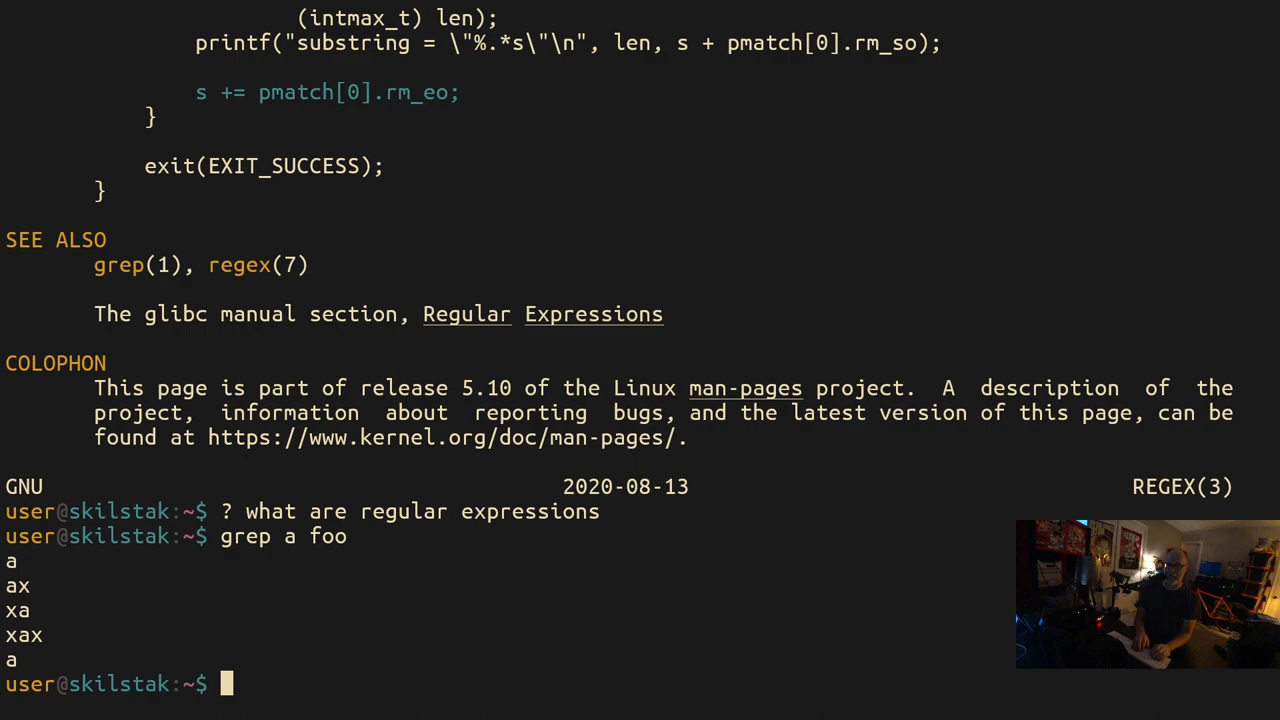 (intmax_t) len);
printf("substring = \"%.*s\"\n", len, s + pmatch[0].rm_so);
s += pmatch[0].rm_eo;
}
exit(EXIT_SUCCESS);
}
SEE ALSO
grep(1), regex(7)
The glibc manual section, Regular Expressions
COLOPHON
This page is part of release 5.10 of the Linux man-pages project. A description of the
project, information about reporting bugs, and the latest version of this page, can be
found at https://www.kernel.org/doc/man-pages/.
GNU 2020-08-13 REGEX(3)
user@skilstak:~$ ? what are regular expressions
user@skilstak:~$ grep a foo
a
ax
xa
xax
a
user@skilstak:~$